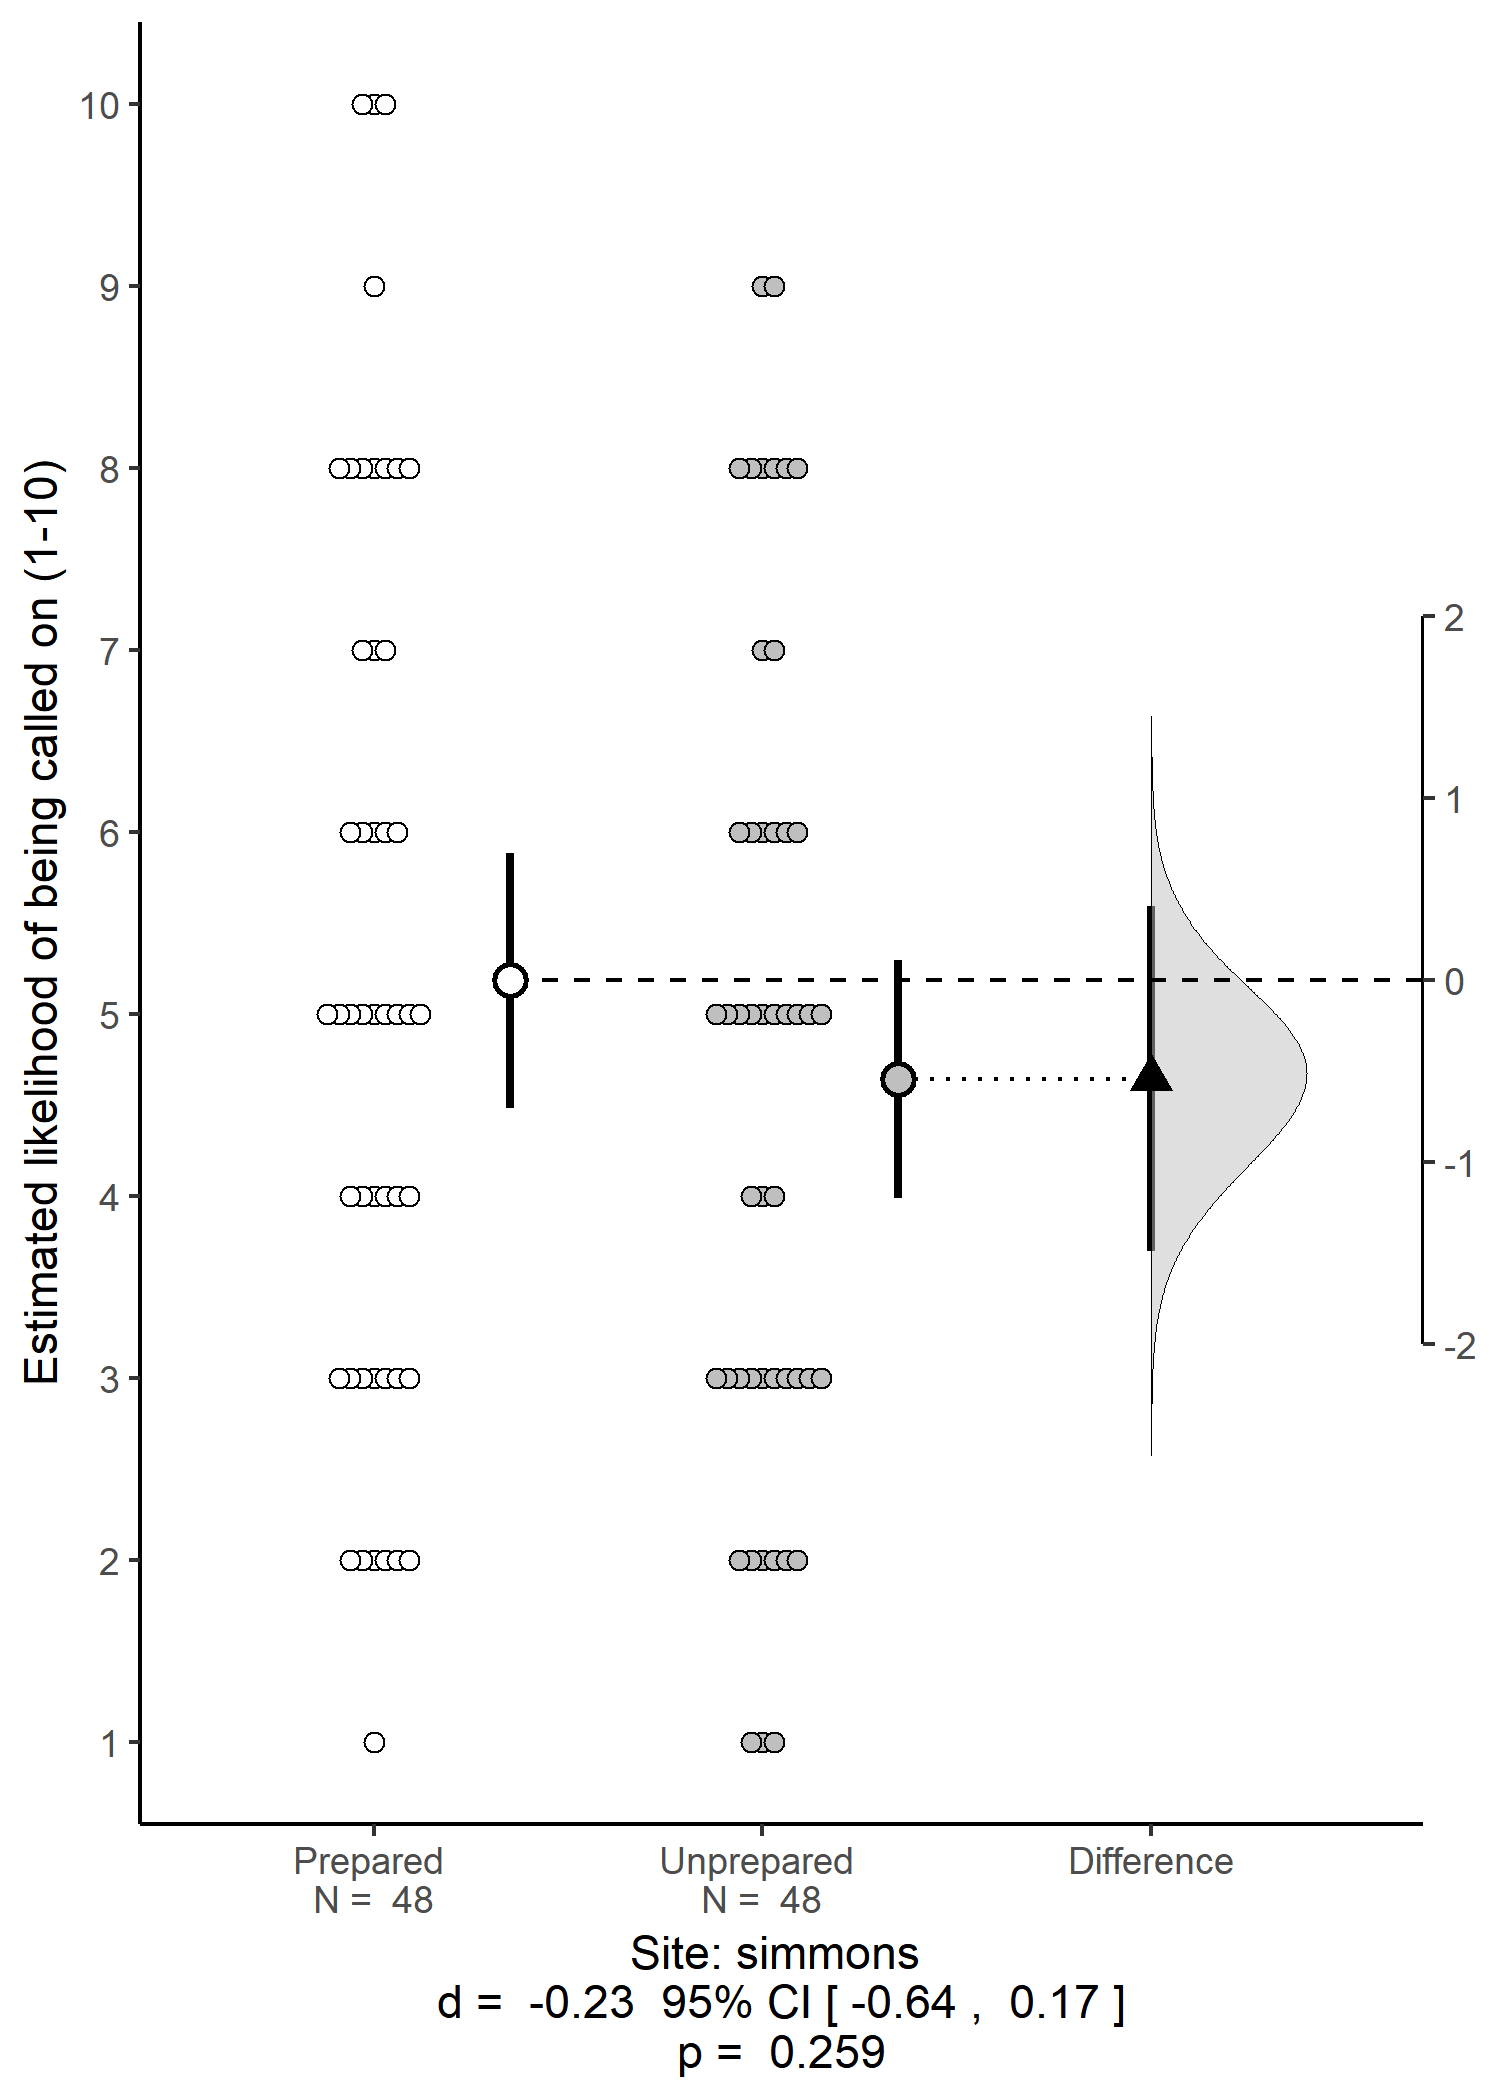 Estimated likelihood of being called on (1-10)
10
9
8
7
6
5
4
3
2
1
2
1
0
-1
-2
Prepared
N = 48
Unprepared
N = 48
Difference
Site: simmons
d = -0.23 95% CI [ -0.64 , 0.17 ]
p = 0.259